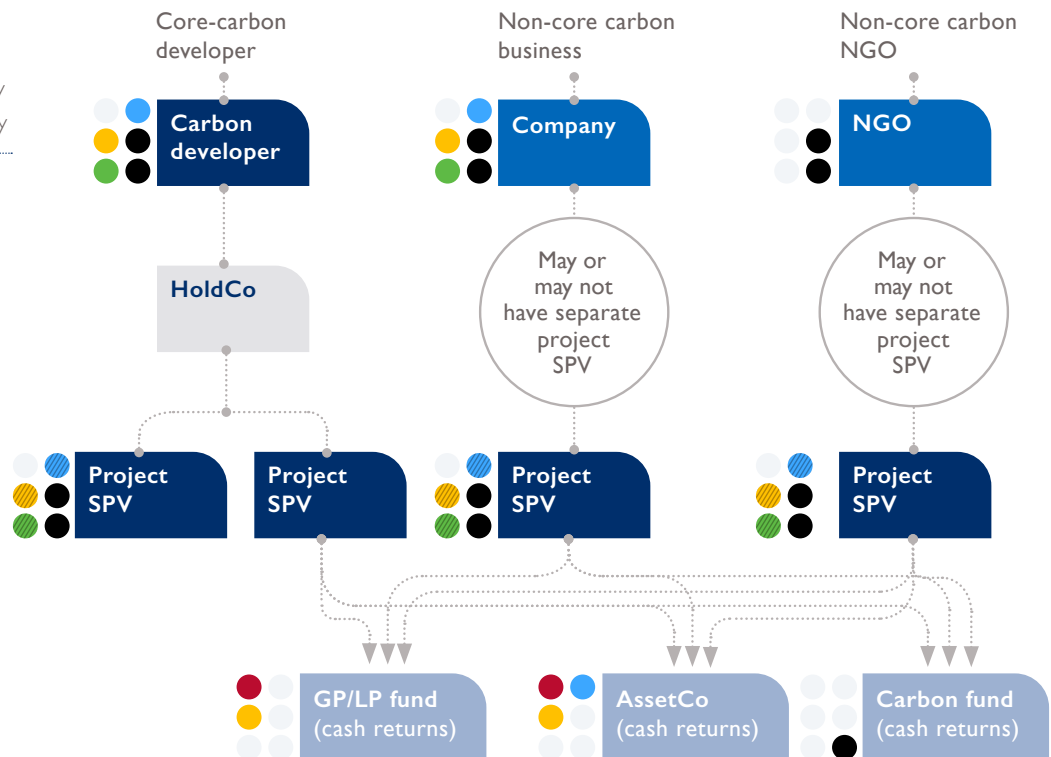 Core-carbon
developer
Non-core carbon
business
Non-core carbon
NGO
Carbon
developer
Company
NGO
HoldCo
May or
may not
have separate
project
SPV
May or
may not
have separate
project
SPV
Project
SPV
Project
SPV
Project
SPV
Project
SPV
GP/LP fund
(cash returns)
AssetCo
(cash returns)
Carbon fund
(cash returns)